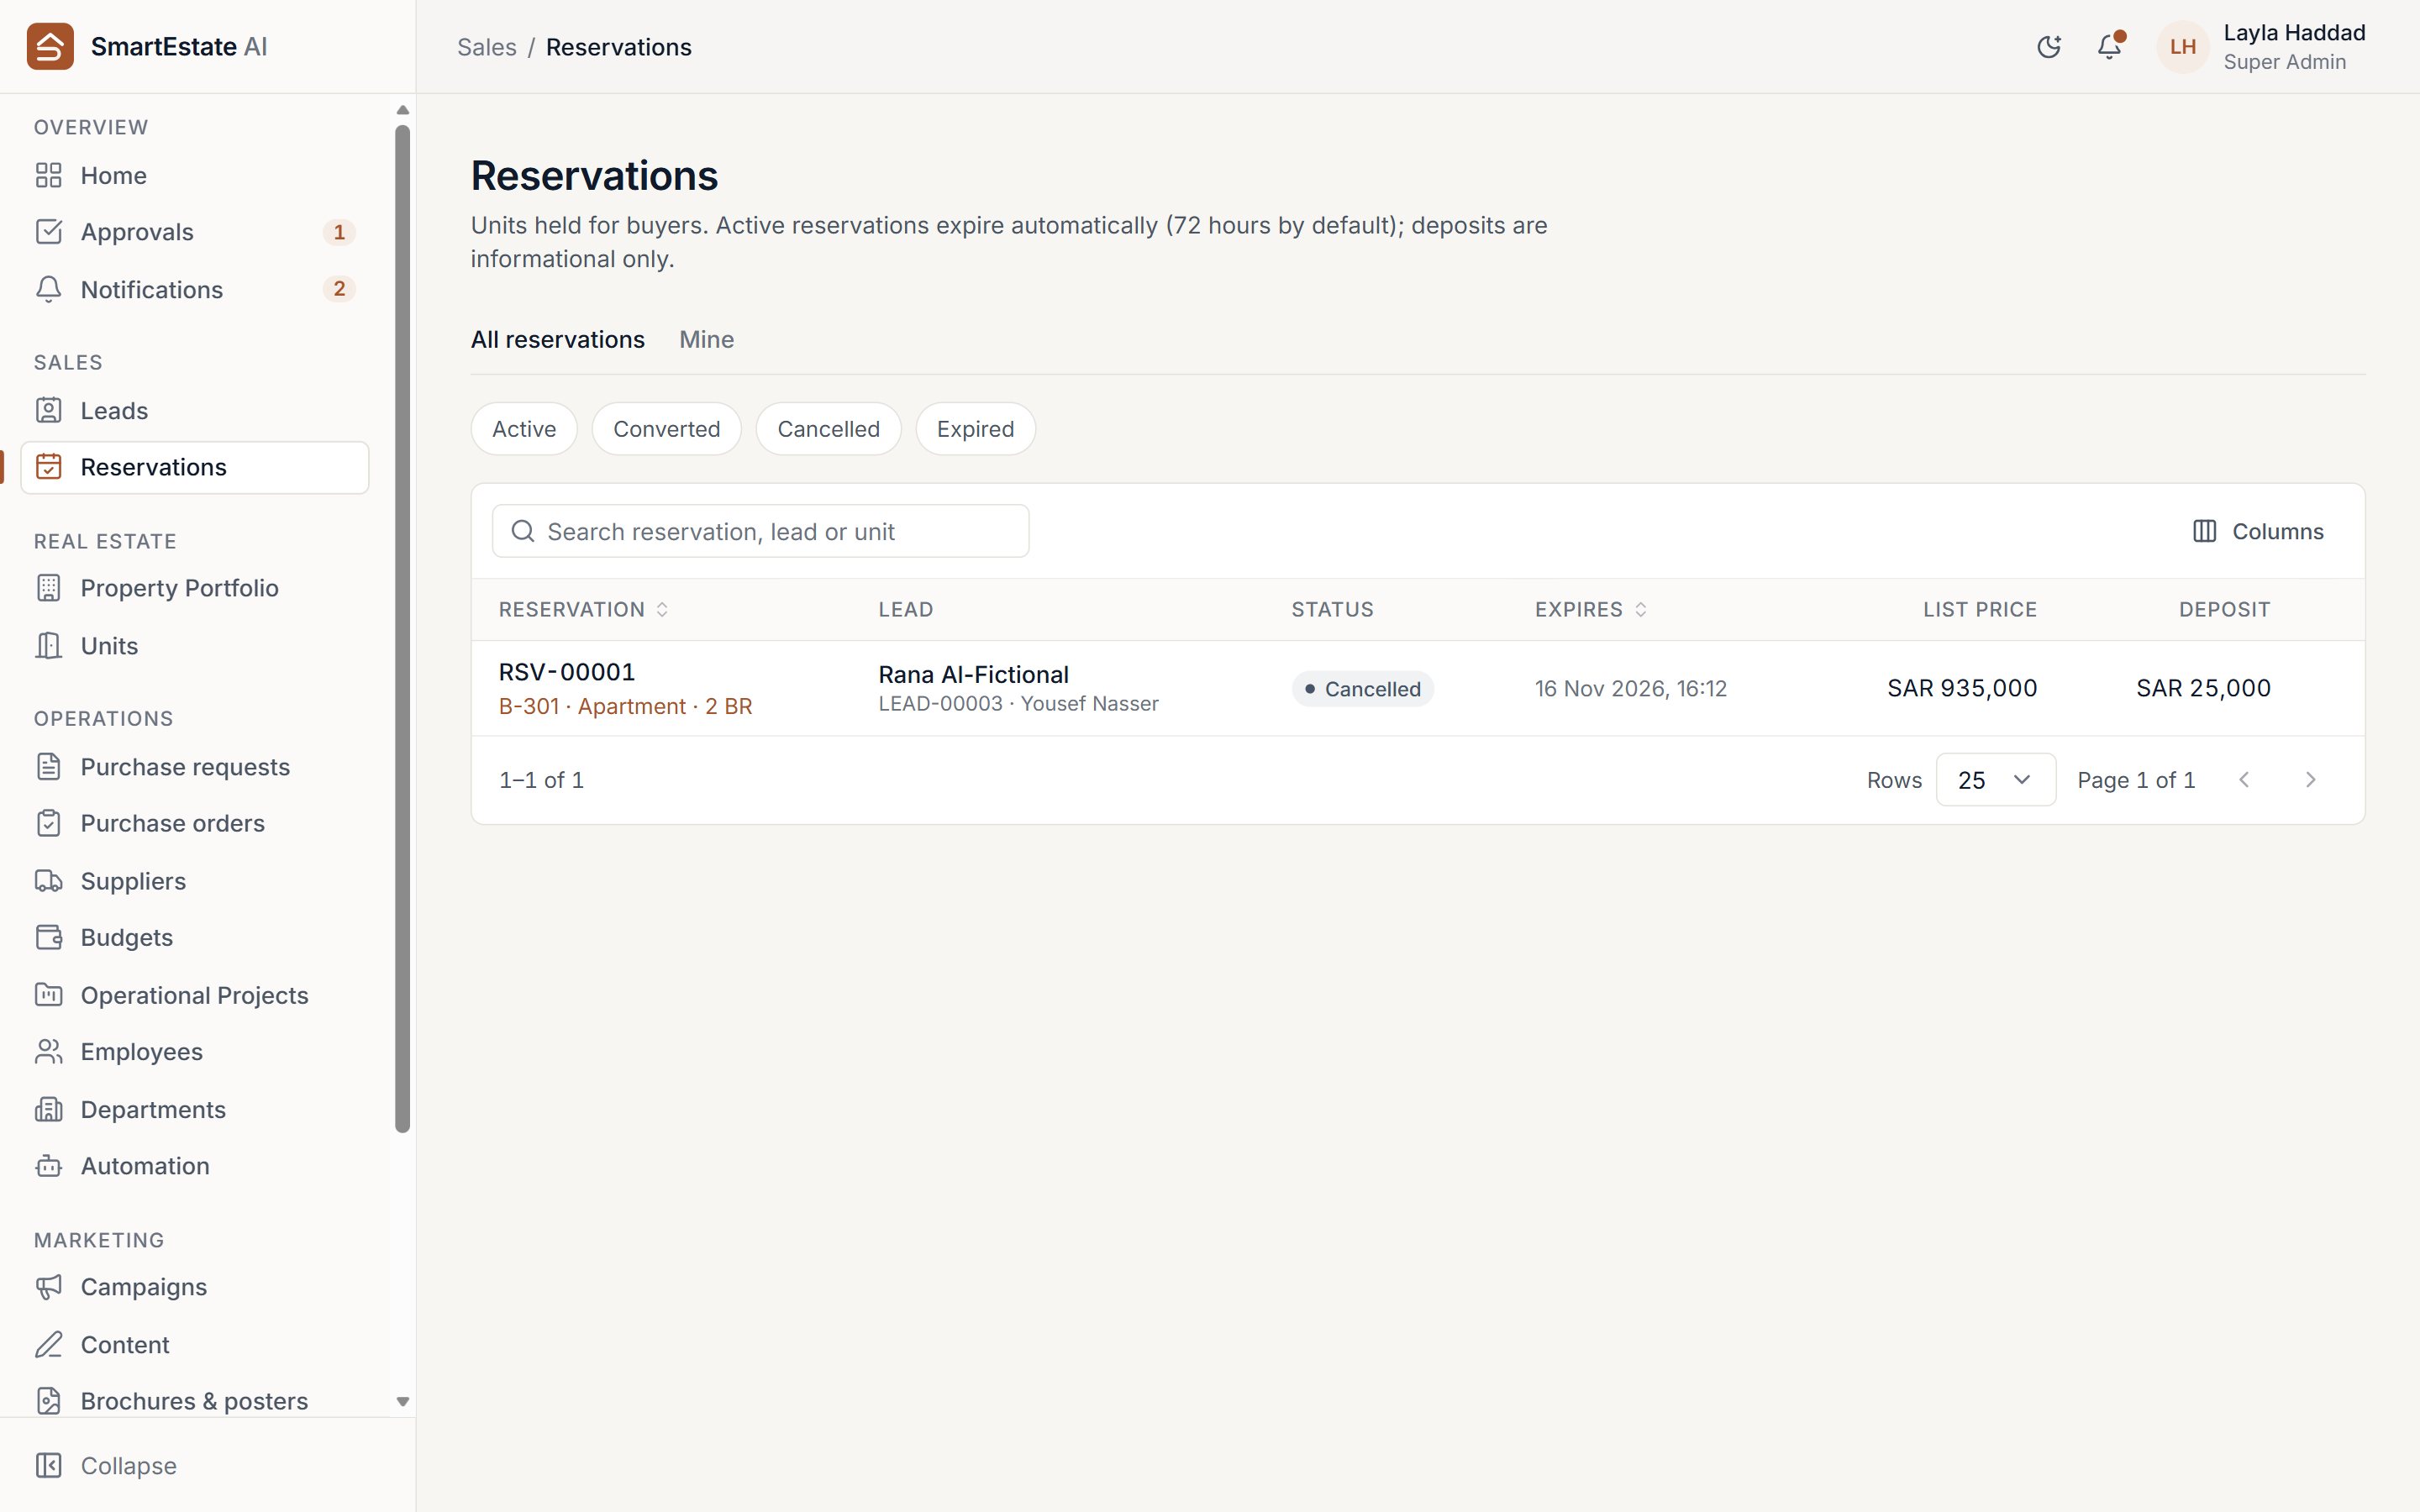 SmartEstate AI
Sales / Reservations
LH
Layla Haddad
Super Admin
OVERVIEW
Home
Approvals 1
Notifications 2
SALES
Leads
Reservations
REAL ESTATE
Property Portfolio
Units
OPERATIONS
Purchase requests
Purchase orders
Suppliers
Budgets
Operational Projects
Employees
Departments
Automation
MARKETING
Campaigns
Content
Brochures & posters
Collapse
Reservations
Units held for buyers. Active reservations expire automatically (72 hours by default); deposits are
informational only.
All reservations Mine
Active Converted Cancelled Expired
Search reservation, lead or unit
Columns
RESERVATION LEAD STATUS EXPIRES LIST PRICE DEPOSIT
RSV-00001 Rana Al-Fictional Cancelled 16 Nov 2026, 16:12 SAR 935,000 SAR 25,000
B-301 · Apartment · 2 BR LEAD-00003 · Yousef Nasser
1–1 of 1 Rows 25 Page 1 of 1